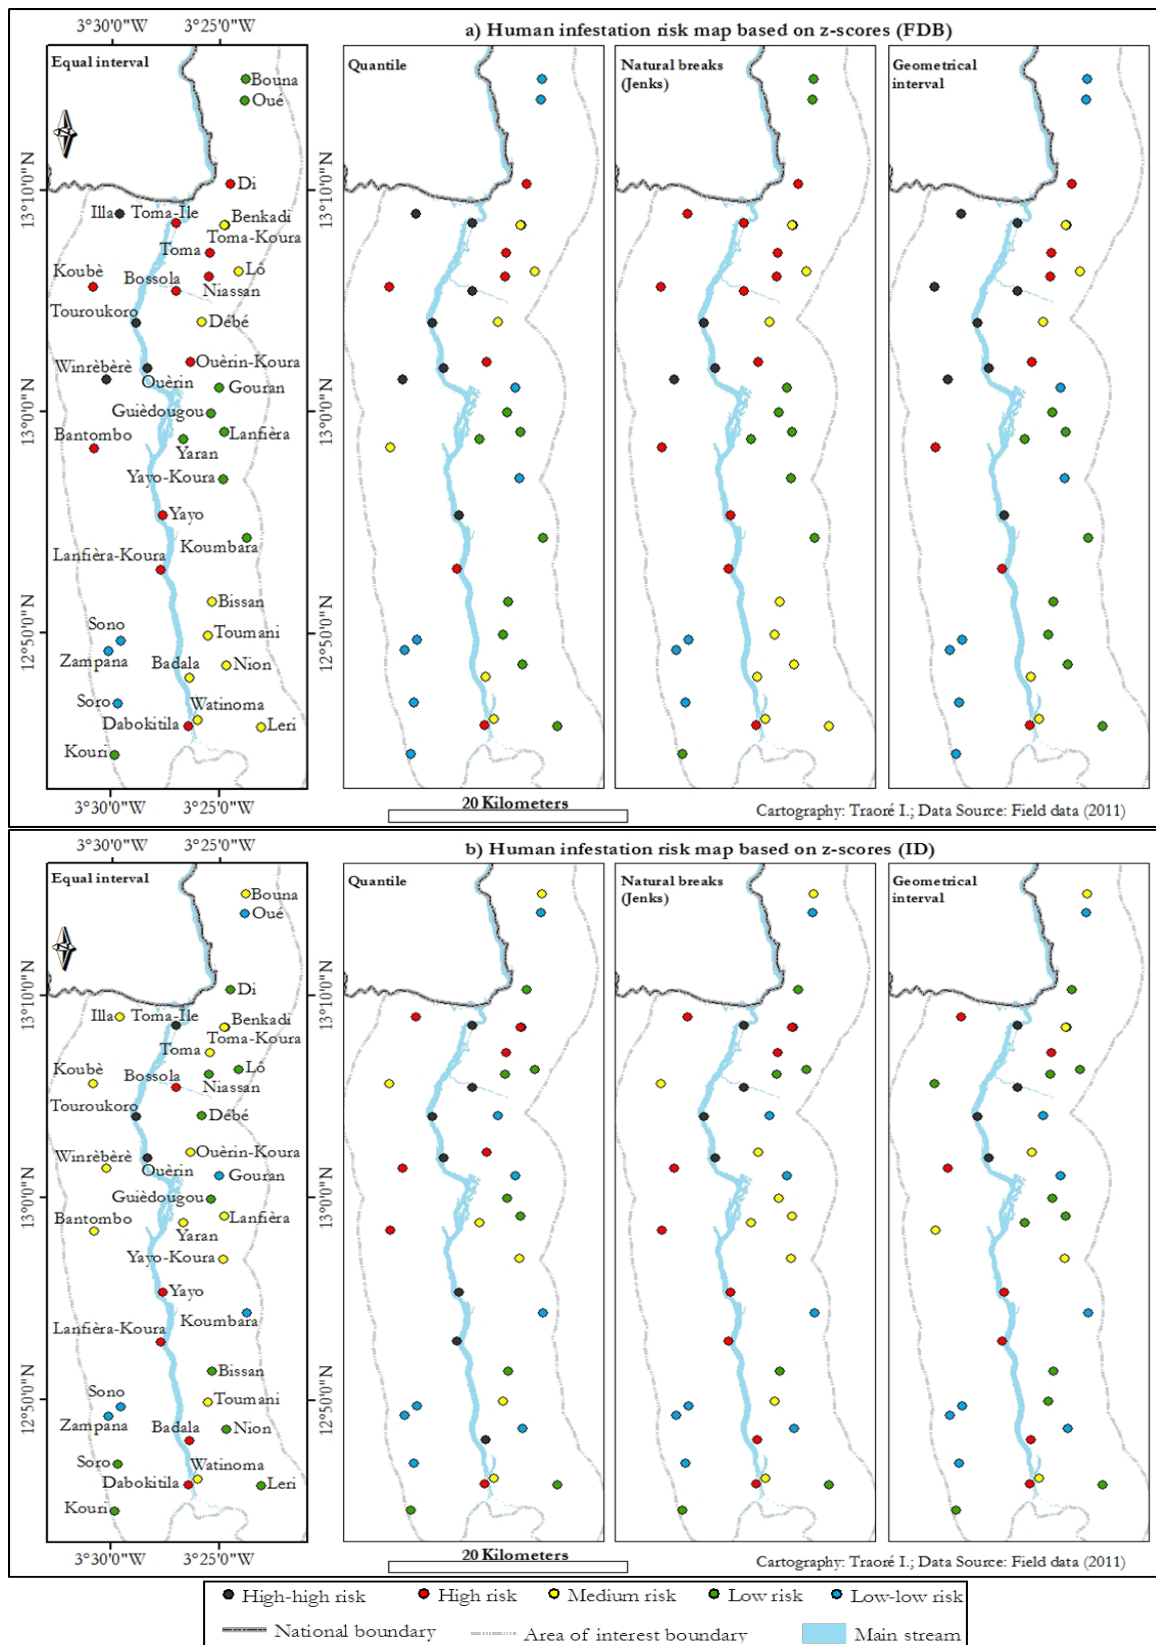 3°30'0"W 3°25'0"W
a) Human infestation risk map based on z-scores (FDB)
Equal interval
Quantile
Natural breaks
(Jenks)
Geometrical
interval
Bouna
Oué
13°10'0"N
Di
Illa
Toma-Ile
Benkadi
Toma-Koura
Toma
Koubè
Bossola
Lô
Niassan
Touroukoro
Débé
Winrèbèrè
Ouèrin-Koura
Ouèrin
Gouran
13°0'0"N
Guièdougou
Bantombo
Lanfièra
Yaran
Yayo-Koura
Yayo
Koumbara
Lanfièra-Koura
Bissan
Sono
12°50'0"N
Toumani
Zampana
Badala
Nion
Soro
Watinoma
Dabokitila
Leri
Kouri
3°30'0"W 3°25'0"W
20 Kilometers
Cartography: Traoré I.; Data Source: Field data (2011)
3°30'0"W 3°25'0"W
b) Human infestation risk map based on z-scores (ID)
Equal interval
Quantile
Natural breaks
(Jenks)
Geometrical
interval
Bouna
Oué
13°10'0"N
Di
Illa
Toma-Ile
Benkadi
Toma-Koura
Toma
Koubè
Bossola
Lô
Niassan
Touroukoro
Débé
Winrèbèrè
Ouèrin-Koura
Ouèrin
Gouran
13°0'0"N
Guièdougou
Bantombo
Lanfièra
Yaran
Yayo-Koura
Yayo
Koumbara
Lanfièra-Koura
Bissan
Sono
12°50'0"N
Toumani
Zampana
Badala
Nion
Soro
Watinoma
Dabokitila
Leri
Kouri
3°30'0"W 3°25'0"W
20 Kilometers
Cartography: Traoré I.; Data Source: Field data (2011)
High-high risk High risk Medium risk Low risk Low-low risk
National boundary Area of interest boundary Main stream